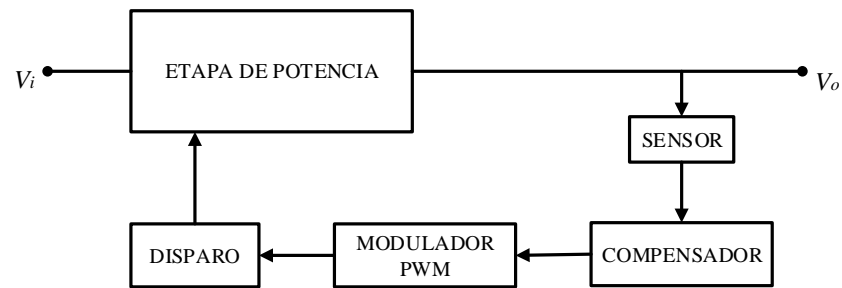 ETAPA DE POTENCIA
Vi
Vo
SENSOR
DISPARO
MODULADOR
PWM
COMPENSADOR